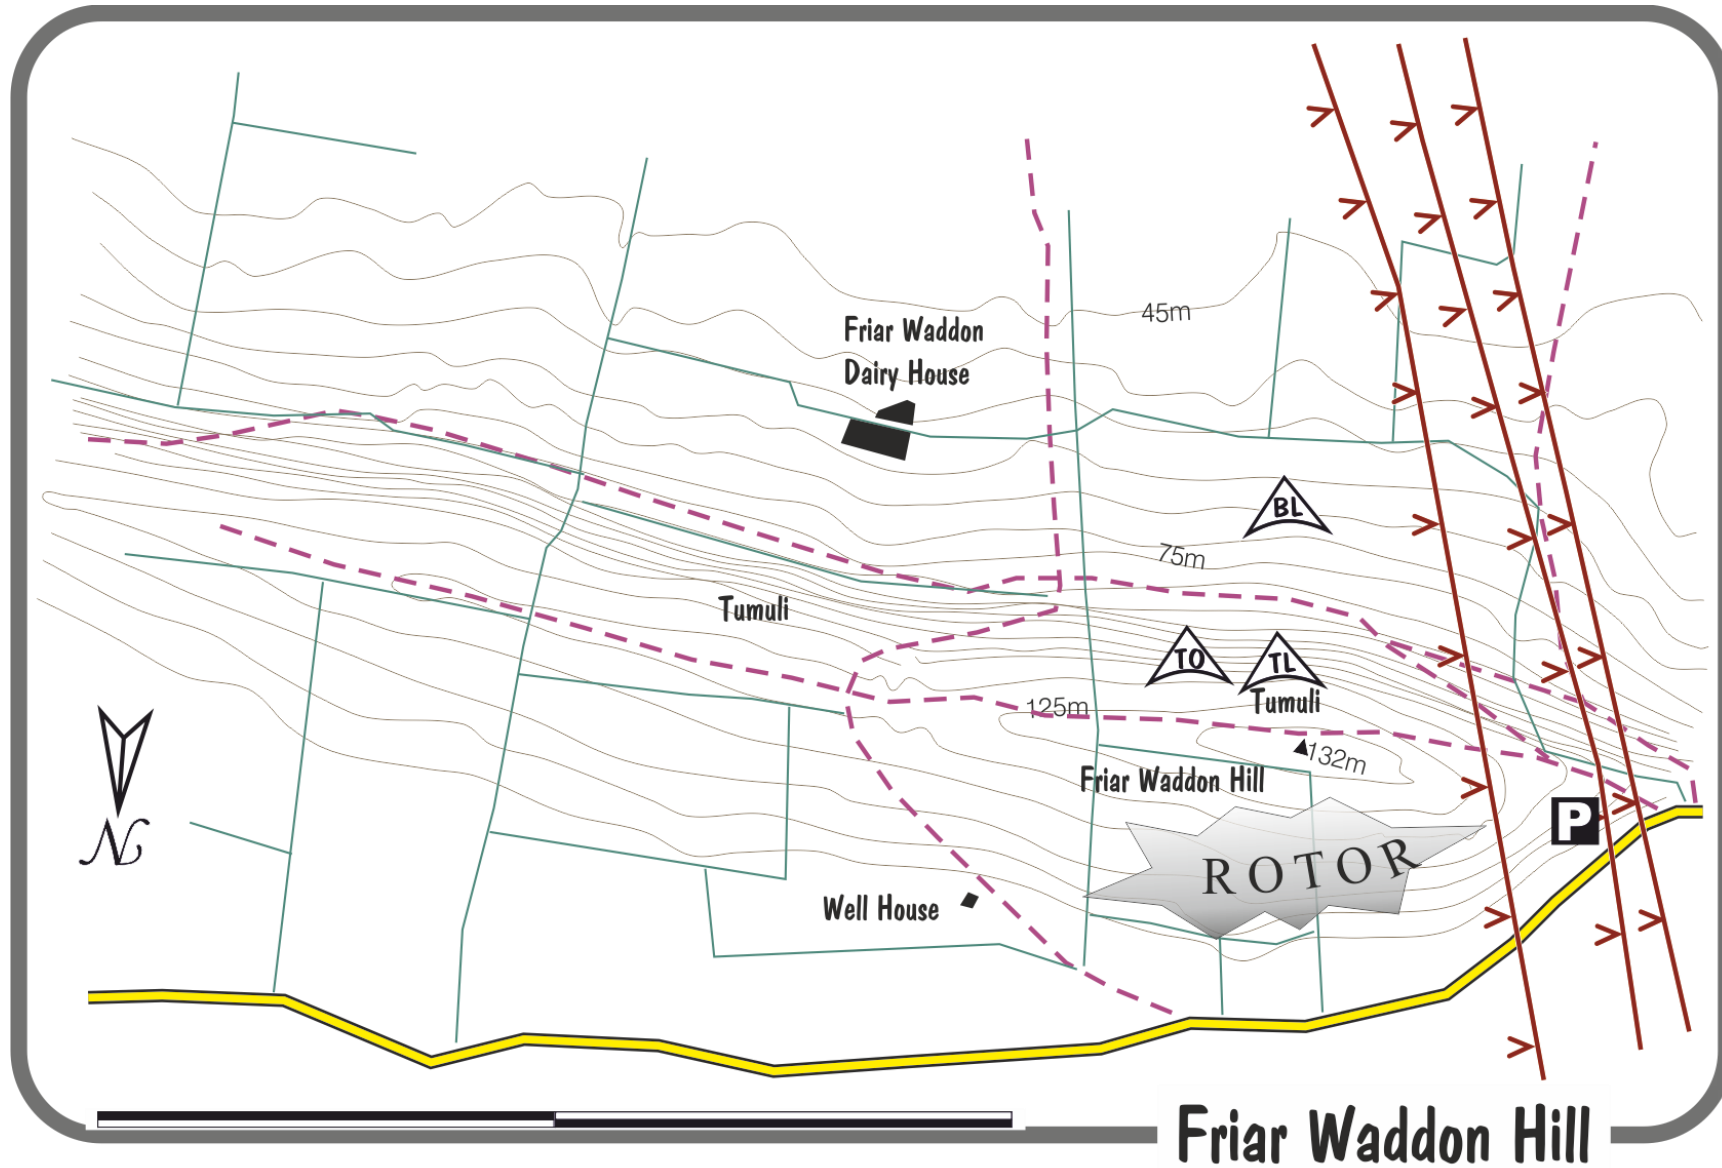 45m
Friar Waddon
Dairy House
BL
75m
Tumuli
TO
TL
Tumuli
125m
132m
Friar Waddon Hill
P
N
ROTOR
Well House
Friar Waddon Hill